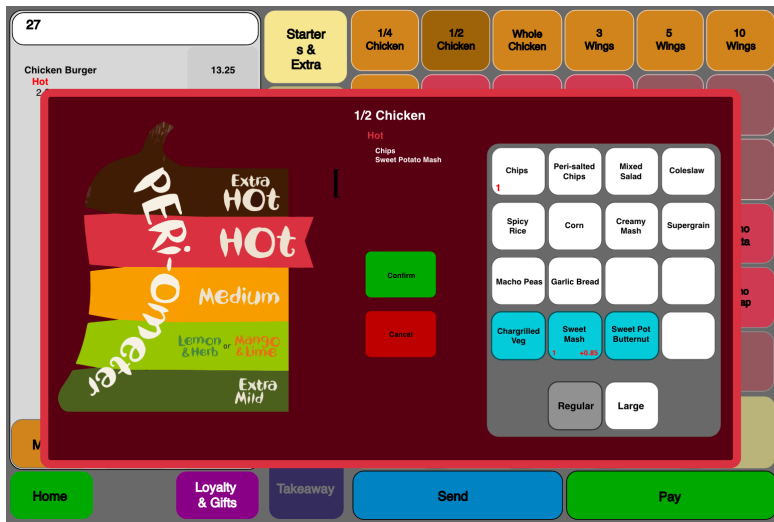 27
Starter
s &
Extra
1/4
Chicken
1/2
Chicken
Whole
Chicken
3
Wings
5
Wings
10
Wings
Chicken Burger 13.25
Hot
1/2 Chicken
Hot
Chips
Sweet Potato Mash
PERi-Ometer
Extra
HOt
HOt
Medium
Lemon
&Herb
or
Mango
&Lime
Extra
Mild
Confirm
Cancel
Chips
1
Peri-salted
Chips
Mixed
Salad
Coleslaw
Spicy
Rice
Corn
Creamy
Mash
Supergrain
Macho Peas
Garlic Bread
Chargrilled
Veg
Sweet
Mash
1 +0.85
Sweet Pot
Butternut
Regular
Large
Home
Loyalty
& Gifts
Takeaway
Send
Pay